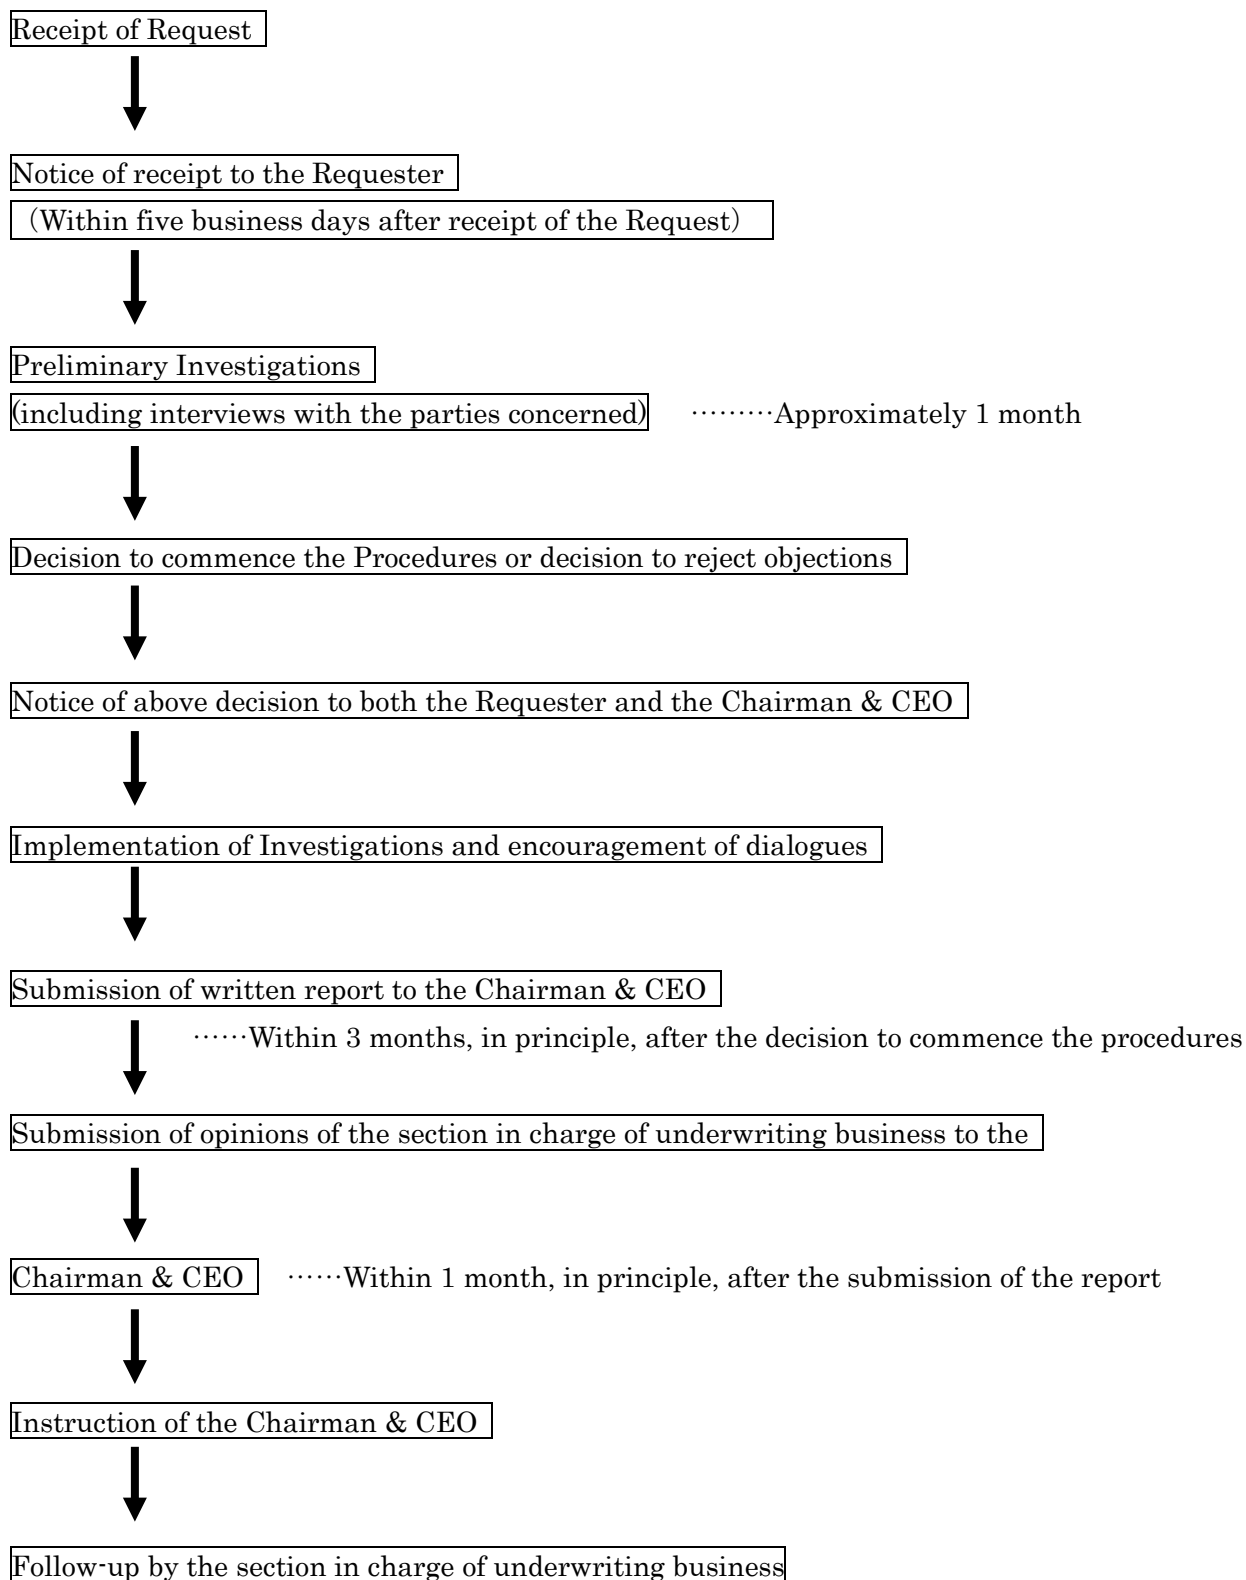 Receipt of Request
Notice of receipt to the Requester
（Within five business days after receipt of the Request）
Preliminary Investigations
(including interviews with the parties concerned) ………Approximately 1 month
Decision to commence the Procedures or decision to reject objections
Notice of above decision to both the Requester and the Chairman & CEO
Implementation of Investigations and encouragement of dialogues
Submission of written report to the Chairman & CEO
……Within 3 months, in principle, after the decision to commence the procedures
Submission of opinions of the section in charge of underwriting business to the
Chairman & CEO ……Within 1 month, in principle, after the submission of the report
Instruction of the Chairman & CEO
Follow-up by the section in charge of underwriting business